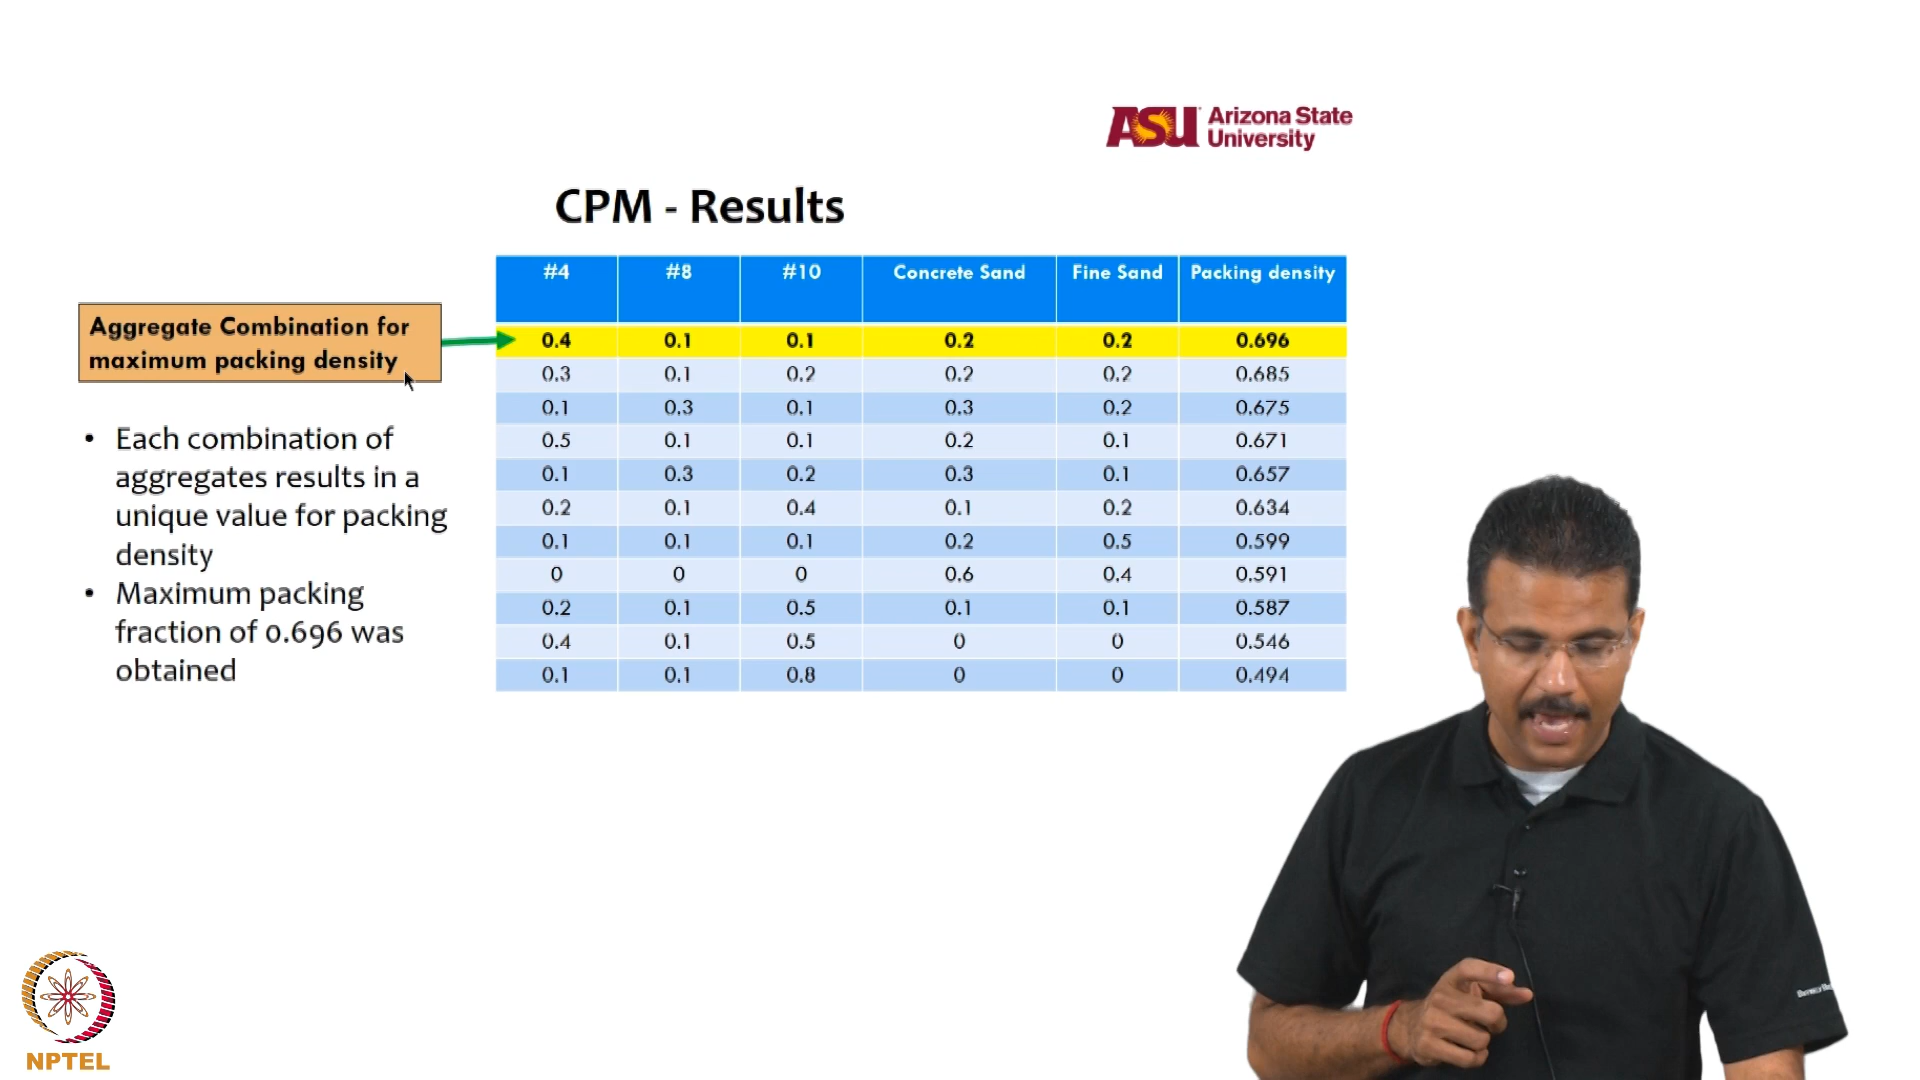 ASU Arizona State
University
CPM - Results
Aggregate Combination for
maximum packing density
• Each combination of
aggregates results in a
unique value for packing
density
• Maximum packing
fraction of 0.696 was
obtained
#4 #8 #10 Concrete Sand Fine Sand Packing density
0.4 0.1 0.1 0.2 0.2 0.696
0.3 0.1 0.2 0.2 0.2 0.685
0.1 0.3 0.1 0.3 0.2 0.675
0.5 0.1 0.1 0.2 0.1 0.671
0.1 0.3 0.2 0.3 0.1 0.657
0.2 0.1 0.4 0.1 0.2 0.634
0.1 0.1 0.1 0.2 0.5 0.599
0 0 0 0.6 0.4 0.591
0.2 0.1 0.5 0.1 0.1 0.587
0.4 0.1 0.5 0 0 0.546
0.1 0.1 0.8 0 0 0.494
NPTEL